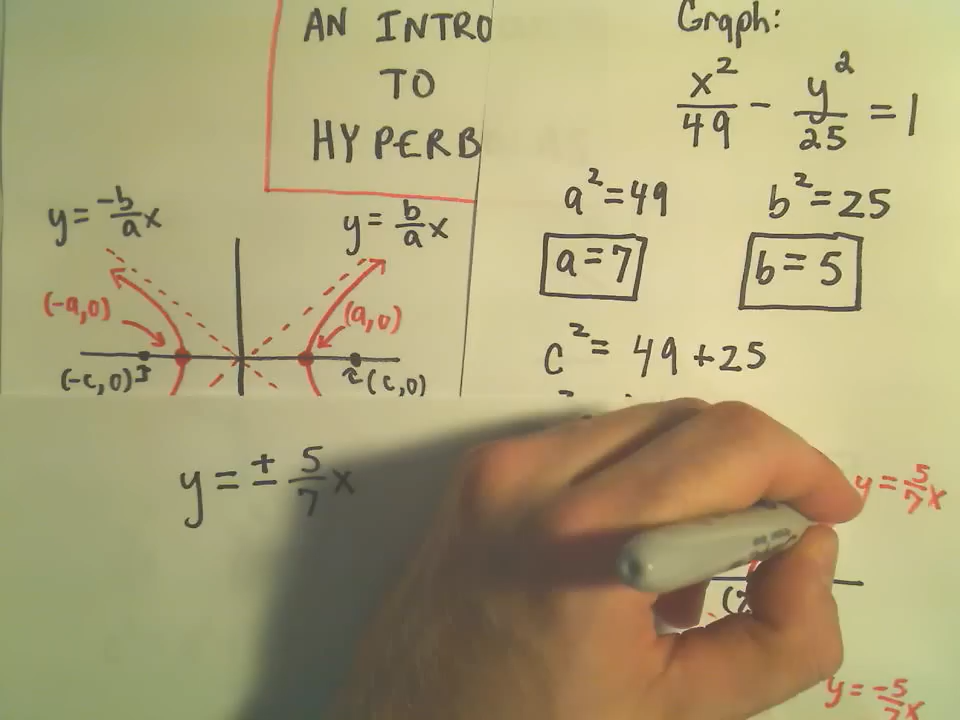 AN INTRO
TO
HYPERB
y = -b/a x
y = b/a x
(-a,0)
(a,0)
(-c,0)
(c,0)
Graph:
x²/49 - y²/25 = 1
a² = 49
b² = 25
a = 7
b = 5
c² = 49 + 25
y = ± 5/7 x
y = 5/7 x
y = -5/7 x